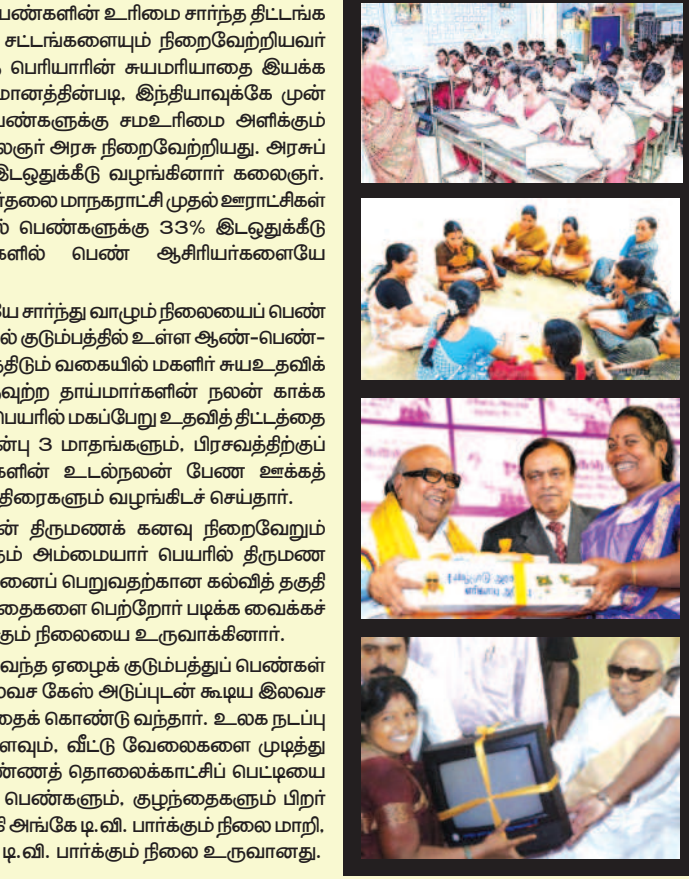 பெண்களின் உரிமை சார்ந்த திட்டங்க
சட்டங்களையும் நிறைவேற்றியவர்
பெரியாரின் சுயமரியாதை இயக்க
மானத்தின்படி, இந்தியாவுக்கே முன்
பெண்களுக்கு சமஉரிமை அளிக்கும்
லைஞர் அரசு நிறைவேற்றியது. அரசுப்
இடஒதுக்கீடு வழங்கினார் கலைஞர்.
ர்தலை மாநகராட்சி முதல் ஊராட்சிகள்
ல் பெண்களுக்கு 33% இடஒதுக்கீடு
களில் பெண் ஆசிரியர்களையே
யே சார்ந்து வாழும் நிலையைப் பெண்
ல் குடும்பத்தில் உள்ள ஆண்-பெண்-
த்திடும் வகையில் மகளிர் சுயஉதவிக்
வுற்ற தாய்மார்களின் நலன் காக்க
பெயரில் மகப்பேறு உதவித் திட்டத்தை
ன்பு 3 மாதங்களும், பிரசவத்திற்குப்
களின் உடல்நலன் பேண ஊக்கத்
திரைகளும் வழங்கிடச் செய்தார்.
ன் திருமணக் கனவு நிறைவேறும்
தம் அம்மையார் பெயரில் திருமண
னைப் பெறுவதற்கான கல்வித் தகுதி
தைகளை பெற்றோர் படிக்க வைக்கச்
கும் நிலையை உருவாக்கினார்.
வந்த ஏழைக் குடும்பத்துப் பெண்கள்
வச கேஸ் அடுப்புடன் கூடிய இலவச
தைக் கொண்டு வந்தார். உலக நடப்பு
ளவும், வீட்டு வேலைகளை முடித்து
ண்ணத் தொலைக்காட்சிப் பெட்டியை
பெண்களும், குழந்தைகளும் பிறர்
கி அங்கே டி.வி. பார்க்கும் நிலை மாறி,
டி.வி. பார்க்கும் நிலை உருவானது.